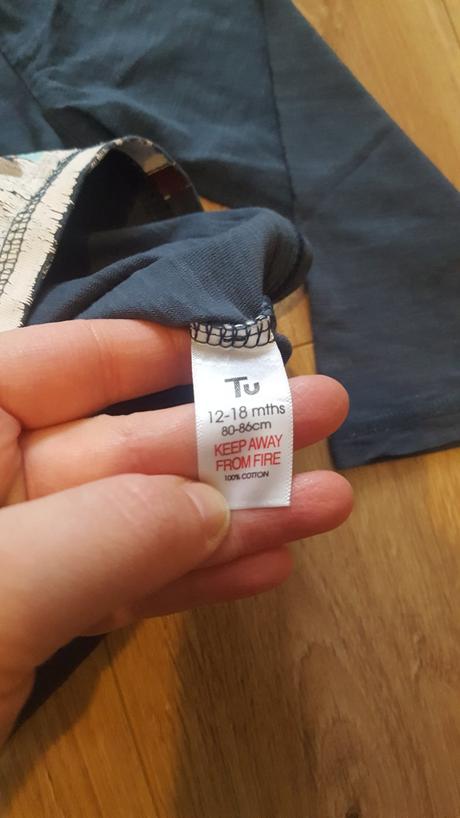 Tu
12-18 mths
80-86cm
KEEP AWAY
FROM FIRE
100% COTTON